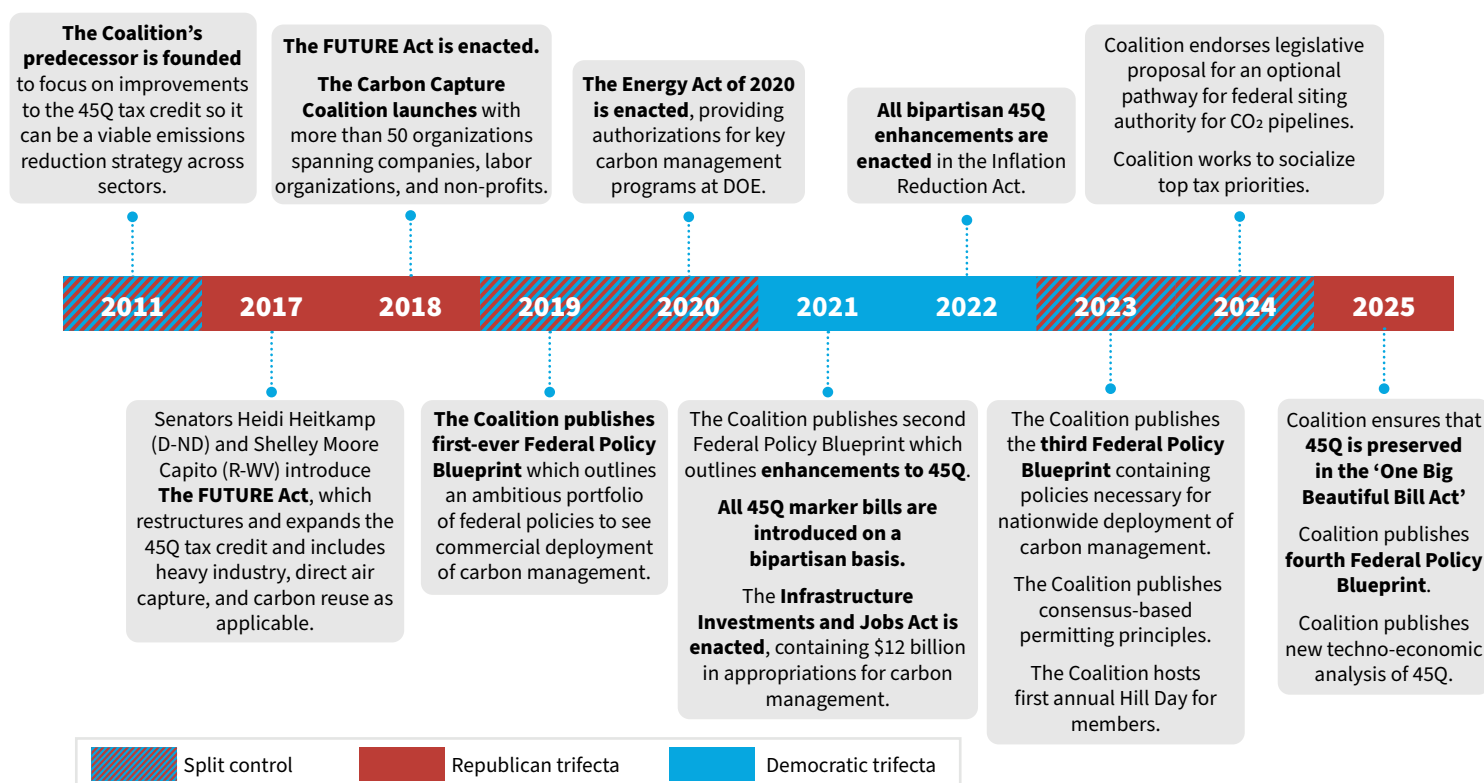 The Coalition’s
predecessor is founded
to focus on improvements
to the 45Q tax credit so it
can be a viable emissions
reduction strategy across
sectors.
The FUTURE Act is enacted.
The Carbon Capture
Coalition launches with
more than 50 organizations
spanning companies, labor
organizations, and non-profits.
The Energy Act of 2020
is enacted, providing
authorizations for key
carbon management
programs at DOE.
All bipartisan 45Q
enhancements are
enacted in the Inflation
Reduction Act.
Coalition endorses legislative
proposal for an optional
pathway for federal siting
authority for CO₂ pipelines.
Coalition works to socialize
top tax priorities.
2011 2017 2018 2019 2020 2021 2022 2023 2024 2025
Senators Heidi Heitkamp
(D-ND) and Shelley Moore
Capito (R-WV) introduce
The FUTURE Act, which
restructures and expands the
45Q tax credit and includes
heavy industry, direct air
capture, and carbon reuse as
applicable.
The Coalition publishes
first-ever Federal Policy
Blueprint which outlines
an ambitious portfolio
of federal policies to see
commercial deployment
of carbon management.
The Coalition publishes second
Federal Policy Blueprint which
outlines enhancements to 45Q.
All 45Q marker bills are
introduced on a
bipartisan basis.
The Infrastructure
Investments and Jobs Act is
enacted, containing $12 billion
in appropriations for carbon
management.
The Coalition publishes
the third Federal Policy
Blueprint containing
policies necessary for
nationwide deployment of
carbon management.
The Coalition publishes
consensus-based
permitting principles.
The Coalition hosts
first annual Hill Day for
members.
Coalition ensures that
45Q is preserved
in the ‘One Big
Beautiful Bill Act’
Coalition publishes
fourth Federal Policy
Blueprint.
Coalition publishes
new techno-economic
analysis of 45Q.
Split control Republican trifecta Democratic trifecta